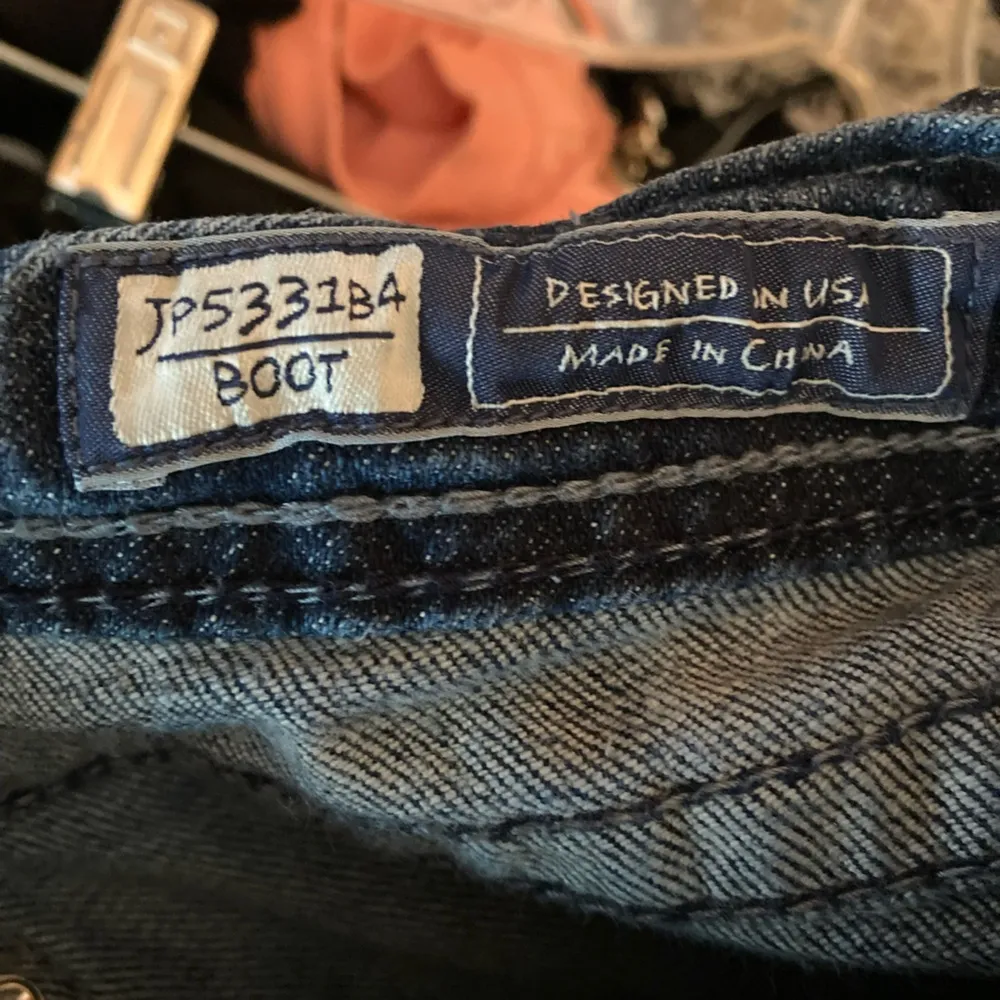 JP5331B4
BOOT
DESIGNED IN USA
MADE IN CHINA